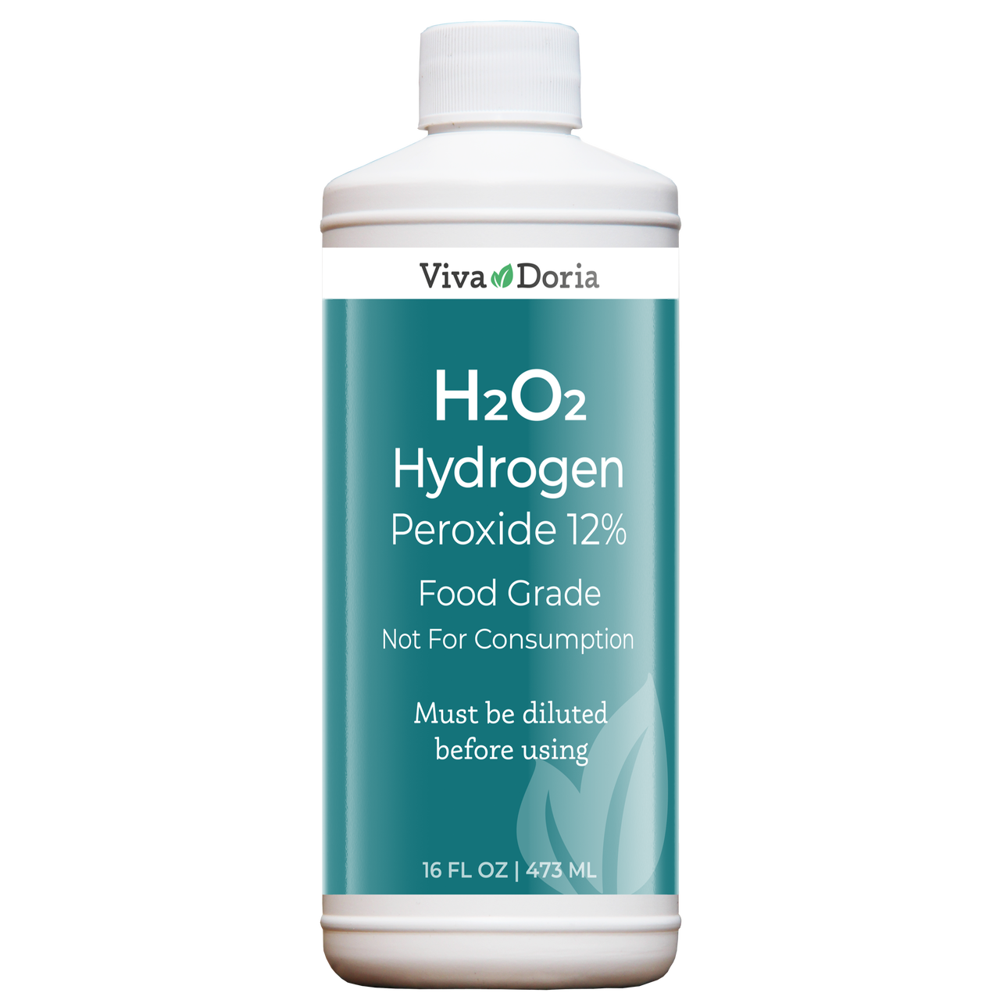 Viva Doria
H2O2
Hydrogen
Peroxide 12%
Food Grade
Not For Consumption
Must be diluted
before using
16 FL OZ | 473 ML